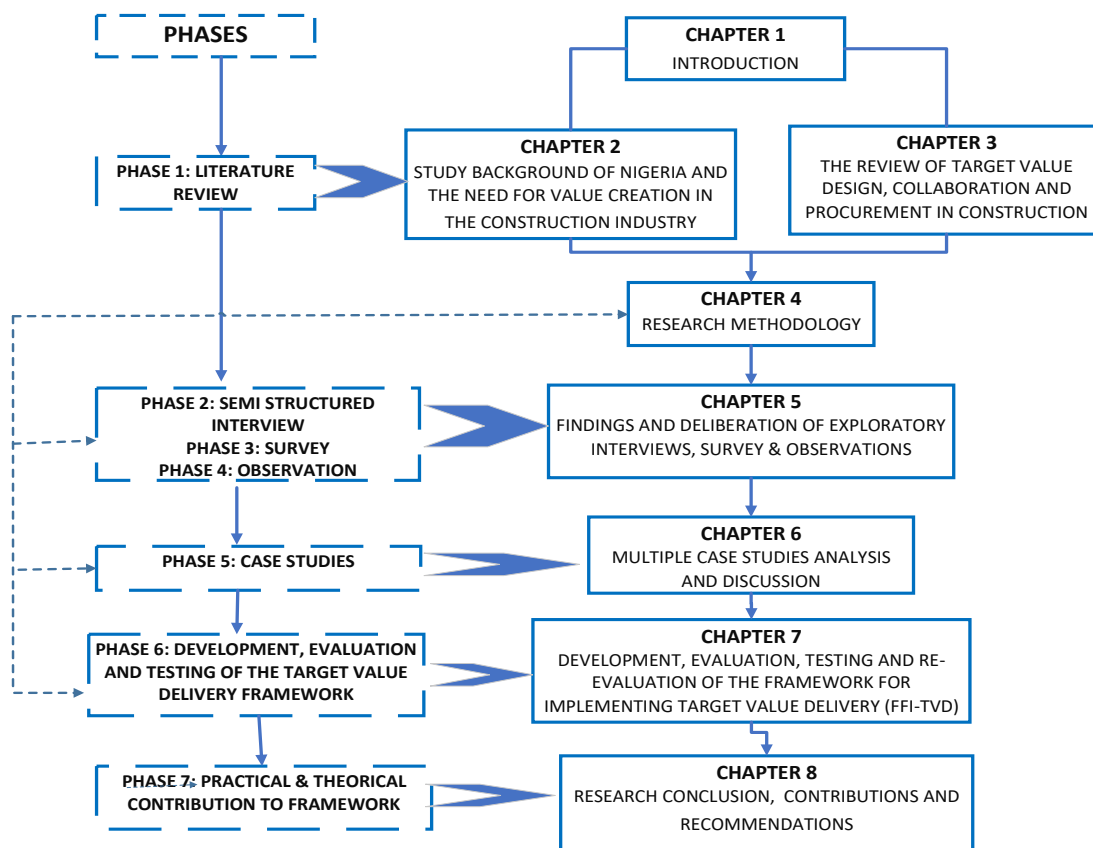 PHASES
CHAPTER 1
INTRODUCTION
PHASE 1: LITERATURE
REVIEW
CHAPTER 2
STUDY BACKGROUND OF NIGERIA AND
THE NEED FOR VALUE CREATION IN
THE CONSTRUCTION INDUSTRY
CHAPTER 3
THE REVIEW OF TARGET VALUE
DESIGN, COLLABORATION AND
PROCUREMENT IN CONSTRUCTION
CHAPTER 4
RESEARCH METHODOLOGY
PHASE 2: SEMI STRUCTURED
INTERVIEW
PHASE 3: SURVEY
PHASE 4: OBSERVATION
CHAPTER 5
FINDINGS AND DELIBERATION OF EXPLORATORY
INTERVIEWS, SURVEY & OBSERVATIONS
PHASE 5: CASE STUDIES
CHAPTER 6
MULTIPLE CASE STUDIES ANALYSIS
AND DISCUSSION
PHASE 6: DEVELOPMENT, EVALUATION
AND TESTING OF THE TARGET VALUE
DELIVERY FRAMEWORK
CHAPTER 7
DEVELOPMENT, EVALUATION, TESTING AND RE-
EVALUATION OF THE FRAMEWORK FOR
IMPLEMENTING TARGET VALUE DELIVERY (FFI-TVD)
PHASE 7: PRACTICAL & THEORICAL
CONTRIBUTION TO FRAMEWORK
CHAPTER 8
RESEARCH CONCLUSION, CONTRIBUTIONS AND
RECOMMENDATIONS